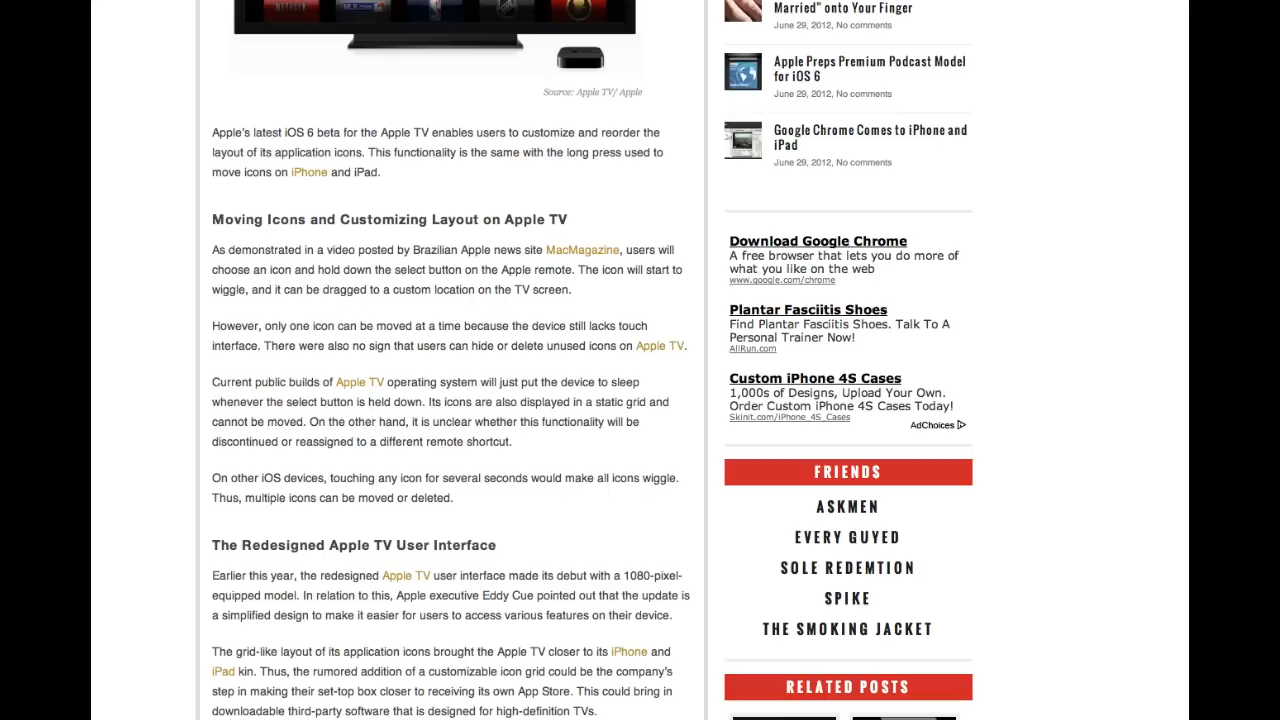 Source: Apple TV/ Apple
Apple's latest iOS 6 beta for the Apple TV enables users to customize and reorder the
layout of its application icons. This functionality is the same with the long press used to
move icons on iPhone and iPad.
Moving Icons and Customizing Layout on Apple TV
As demonstrated in a video posted by Brazilian Apple news site MacMagazine, users will
choose an icon and hold down the select button on the Apple remote. The icon will start to
wiggle, and it can be dragged to a custom location on the TV screen.
However, only one icon can be moved at a time because the device still lacks touch
interface. There were also no sign that users can hide or delete unused icons on Apple TV.
Current public builds of Apple TV operating system will just put the device to sleep
whenever the select button is held down. Its icons are also displayed in a static grid and
cannot be moved. On the other hand, it is unclear whether this functionality will be
discontinued or reassigned to a different remote shortcut.
On other iOS devices, touching any icon for several seconds would make all icons wiggle.
Thus, multiple icons can be moved or deleted.
The Redesigned Apple TV User Interface
Earlier this year, the redesigned Apple TV user interface made its debut with a 1080-pixel-
equipped model. In relation to this, Apple executive Eddy Cue pointed out that the update is
a simplified design to make it easier for users to access various features on their device.
The grid-like layout of its application icons brought the Apple TV closer to its iPhone and
iPad kin. Thus, the rumored addition of a customizable icon grid could be the company's
step in making their set-top box closer to receiving its own App Store. This could bring in
downloadable third-party software that is designed for high-definition TVs.
Married" onto Your Finger
June 29, 2012, No comments
Apple Preps Premium Podcast Model
for iOS 6
June 29, 2012, No comments
Google Chrome Comes to iPhone and
iPad
June 29, 2012, No comments
Download Google Chrome
A free browser that lets you do more of
what you like on the web
www.google.com/chrome
Plantar Fasciitis Shoes
Find Plantar Fasciitis Shoes. Talk To A
Personal Trainer Now!
AllRun.com
Custom iPhone 4S Cases
1,000s of Designs, Upload Your Own.
Order Custom iPhone 4S Cases Today!
Skinit.com/iPhone_4S_Cases
AdChoices
FRIENDS
ASKMEN
EVERY GUYED
SOLE REDEMTION
SPIKE
THE SMOKING JACKET
RELATED POSTS